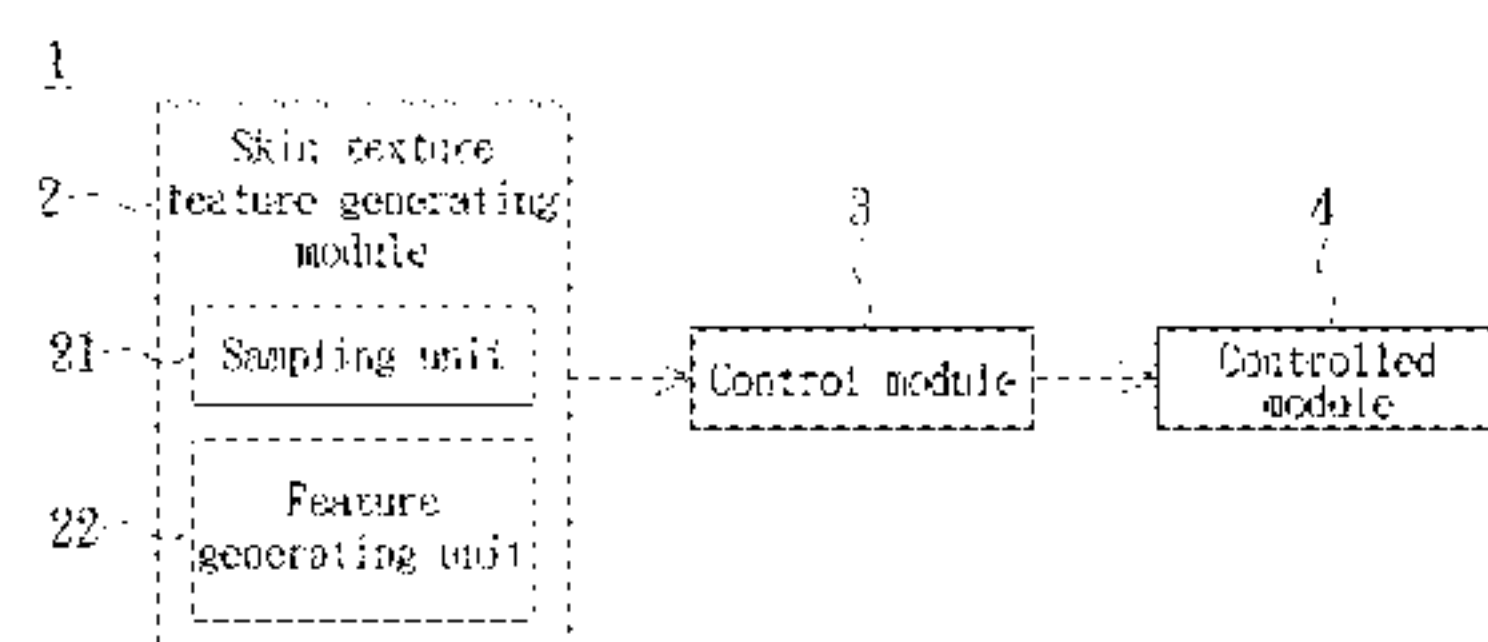 1
Skin texture
2
feature generating
module
3
4
21
Sampling unit
Control module
Controlled
module
Feature
22
generating unit